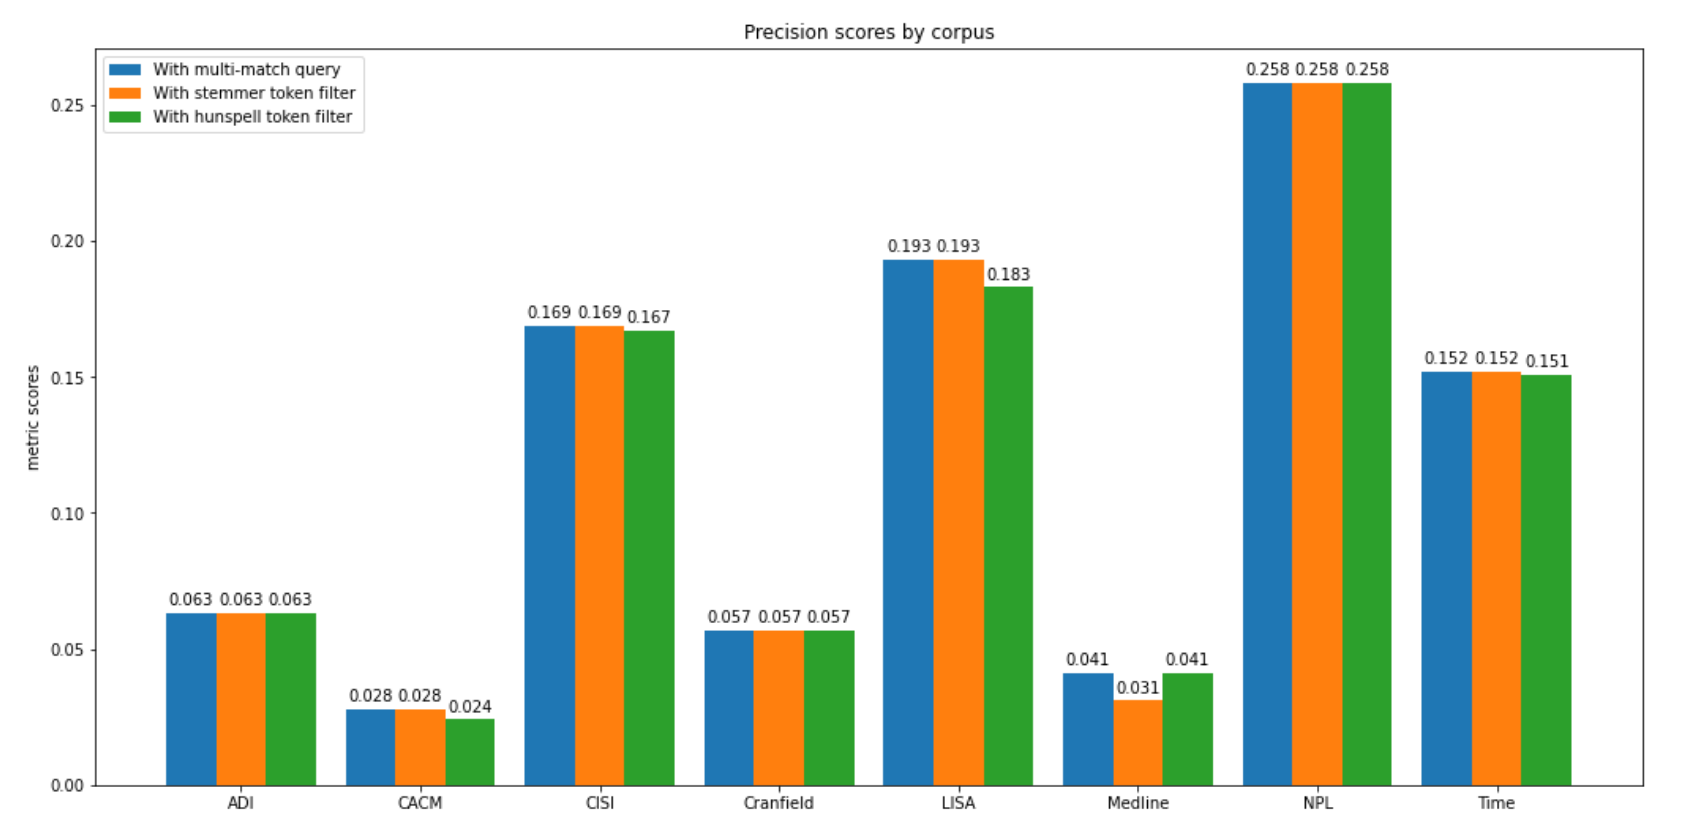 Precision scores by corpus
With multi-match query
With stemmer token filter
With hunspell token filter
metric scores
0.25
0.20
0.15
0.10
0.05
0.00
0.063 0.063 0.063
0.028 0.028 0.024
0.169 0.169 0.167
0.057 0.057 0.057
0.193 0.193 0.183
0.041 0.031 0.041
0.258 0.258 0.258
0.152 0.152 0.151
ADI CACM CISI Cranfield LISA Medline NPL Time